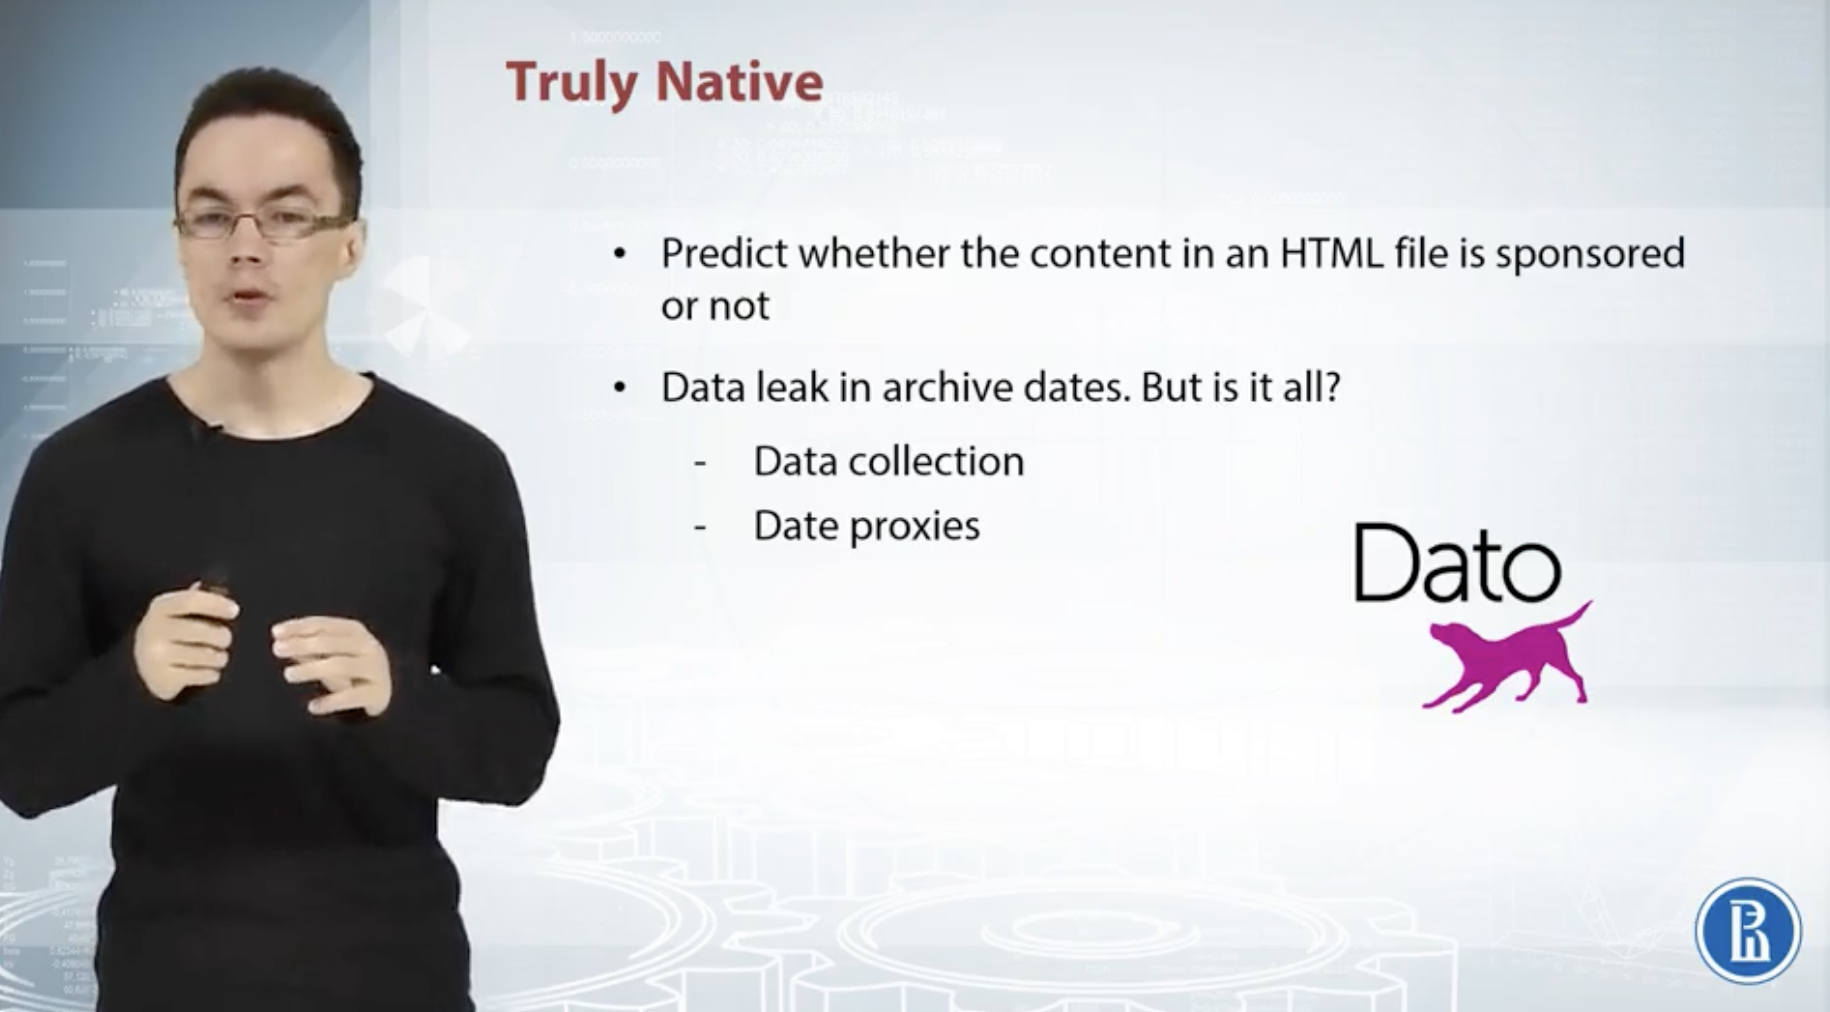 Truly Native
• Predict whether the content in an HTML file is sponsored
or not
• Data leak in archive dates. But is it all?
- Data collection
- Date proxies
Dato